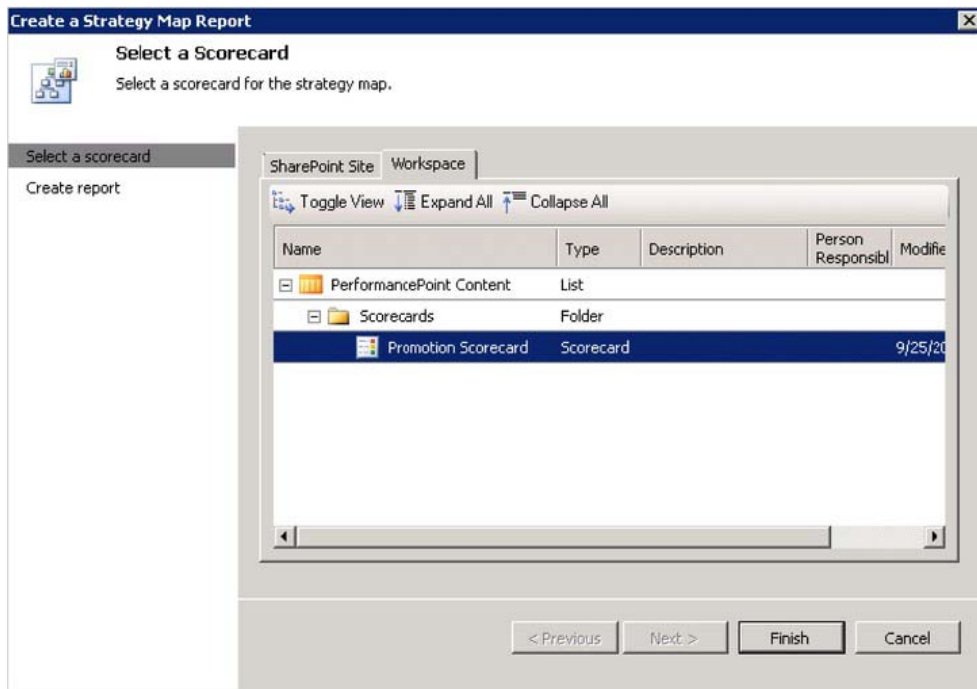 Create a Strategy Map Report
Select a Scorecard
Select a scorecard for the strategy map.
Select a scorecard
Create report
SharePoint Site Workspace
Toggle View Expand All Collapse All
Name Type Description Person Responsibl Modifie
PerformancePoint Content List
Scorecards Folder
Promotion Scorecard Scorecard 9/25/20
< Previous Next > Finish Cancel